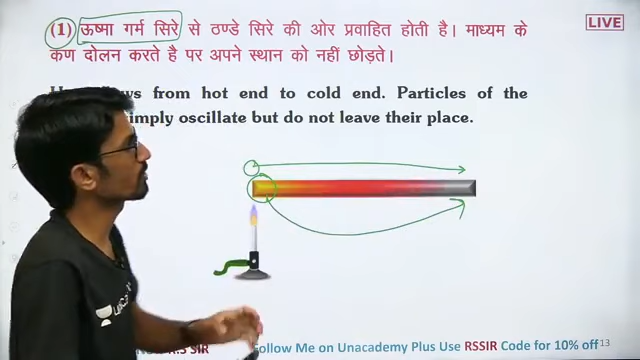 LIVE
(1) ऊष्मा गर्म सिरे से ठण्डे सिरे की ओर प्रवाहित होती है। माध्यम के
कण दोलन करते है पर अपने स्थान को नहीं छोड़ते।
from hot end to cold end. Particles of the
simply oscillate but do not leave their place.
SIR
Follow Me on Unacademy Plus Use RSSIR Code for 10% off
13